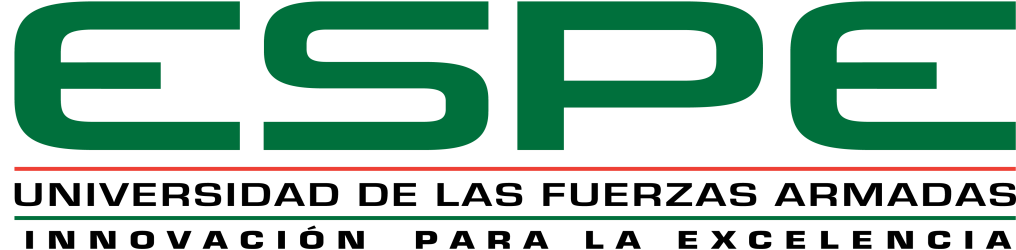 ESPE
UNIVERSIDAD DE LAS FUERZAS ARMADAS
INNOVACIÓN PARA LA EXCELENCIA